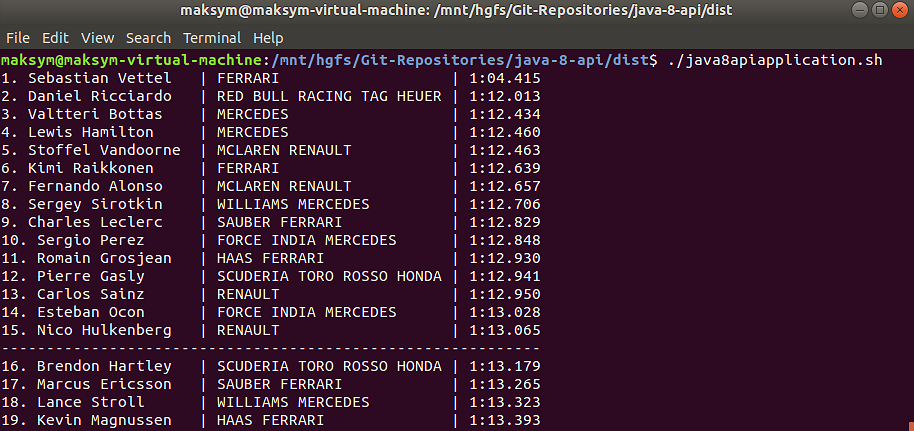 maksym@maksym-virtual-machine: /mnt/hgfs/Git-Repositories/java-8-api/dist
File Edit View Search Terminal Help
maksym@maksym-virtual-machine:/mnt/hgfs/Git-Repositories/java-8-api/dist$ ./java8apiapplication.sh
1. Sebastian Vettel   | FERRARI                   | 1:04.415
2. Daniel Ricciardo   | RED BULL RACING TAG HEUER | 1:12.013
3. Valtteri Bottas    | MERCEDES                  | 1:12.434
4. Lewis Hamilton     | MERCEDES                  | 1:12.460
5. Stoffel Vandoorne  | MCLAREN RENAULT           | 1:12.463
6. Kimi Raikkonen     | FERRARI                   | 1:12.639
7. Fernando Alonso    | MCLAREN RENAULT           | 1:12.657
8. Sergey Sirotkin    | WILLIAMS MERCEDES         | 1:12.706
9. Charles Leclerc    | SAUBER FERRARI            | 1:12.829
10. Sergio Perez      | FORCE INDIA MERCEDES      | 1:12.848
11. Romain Grosjean   | HAAS FERRARI              | 1:12.930
12. Pierre Gasly      | SCUDERIA TORO ROSSO HONDA | 1:12.941
13. Carlos Sainz      | RENAULT                   | 1:12.950
14. Esteban Ocon      | FORCE INDIA MERCEDES      | 1:13.028
15. Nico Hulkenberg   | RENAULT                   | 1:13.065
------------------------------------------------------------
16. Brendon Hartley   | SCUDERIA TORO ROSSO HONDA | 1:13.179
17. Marcus Ericsson   | SAUBER FERRARI            | 1:13.265
18. Lance Stroll      | WILLIAMS MERCEDES         | 1:13.323
19. Kevin Magnussen   | HAAS FERRARI              | 1:13.393